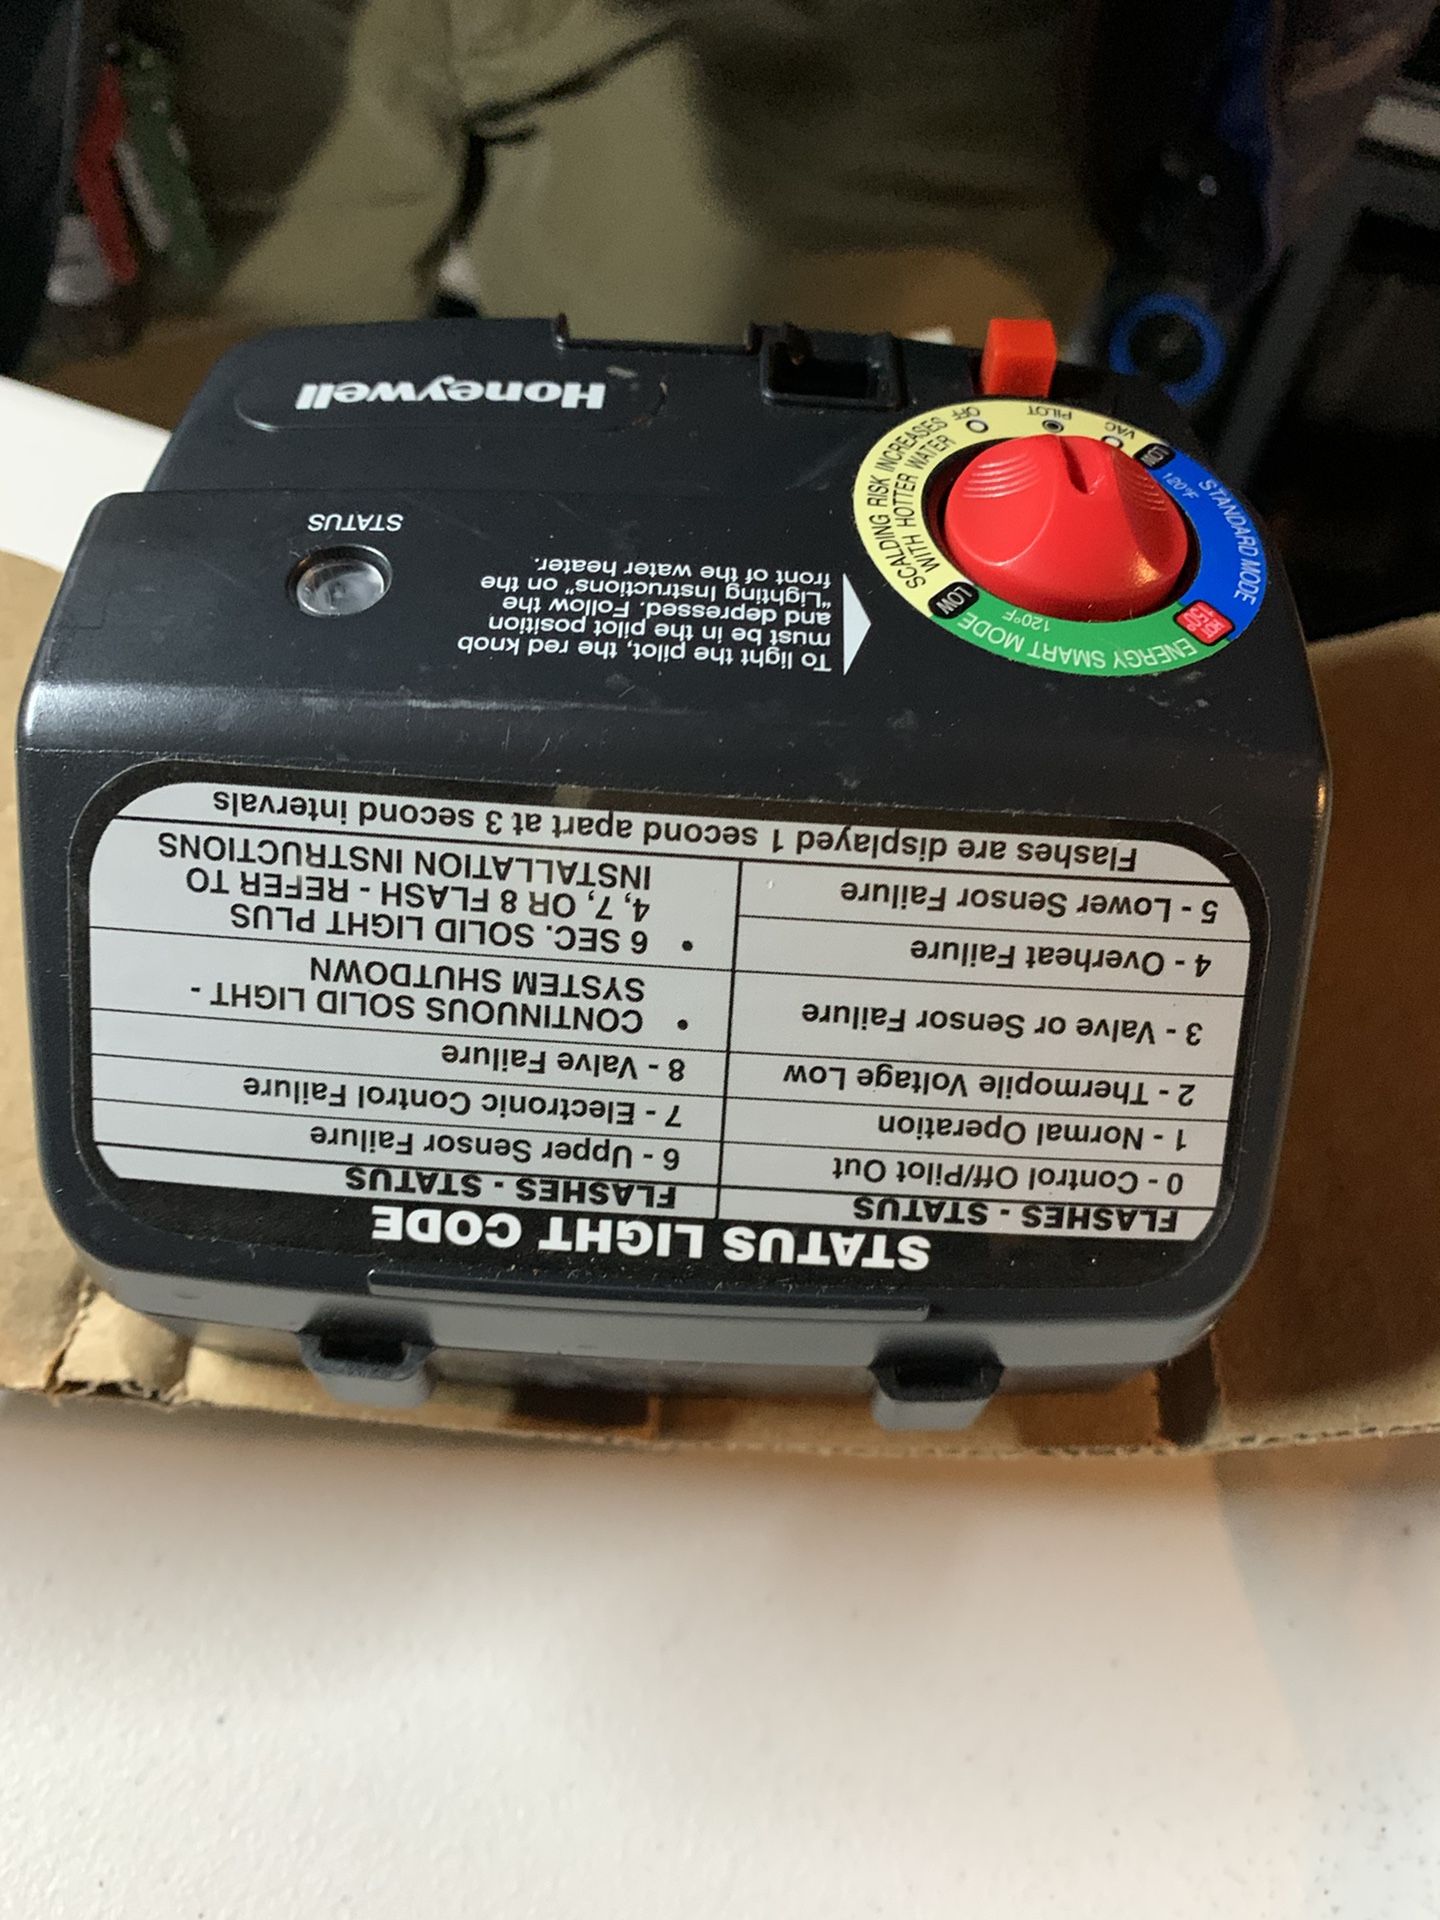 STATUS LIGHT CODE
FLASHES - STATUS
0 - Control Off/Pilot Out
1 - Normal Operation
2 - Thermopile Voltage Low
3 - Valve or Sensor Failure
4 - Overheat Failure
5 - Lower Sensor Failure
FLASHES - STATUS
6 - Upper Sensor Failure
7 - Electronic Control Failure
8 - Valve Failure
• CONTINUOUS SOLID LIGHT -
SYSTEM SHUTDOWN
• 6 SEC. SOLID LIGHT PLUS
4, 7, OR 8 FLASH - REFER TO
INSTALLATION INSTRUCTIONS
Flashes are displayed 1 second apart at 3 second intervals
ENERGY SMART MODE
120°F
LOW
HOT
150°
STANDARD MODE
120°F
LOW
VAC
PILOT
OFF
SCALDING RISK INCREASES
WITH HOTTER WATER
To light the pilot, the red knob
must be in the pilot position
and depressed. Follow the
"Lighting Instructions" on the
front of the water heater.
STATUS
Honeywell